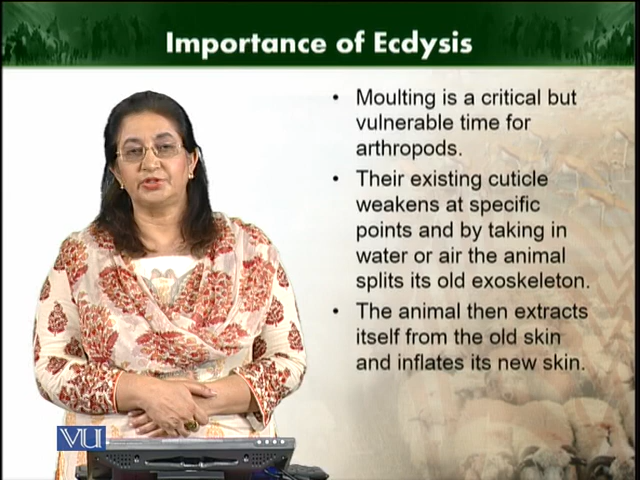 Importance of Ecdysis
• Moulting is a critical but
vulnerable time for
arthropods.
• Their existing cuticle
weakens at specific
points and by taking in
water or air the animal
splits its old exoskeleton.
• The animal then extracts
itself from the old skin
and inflates its new skin.
VU